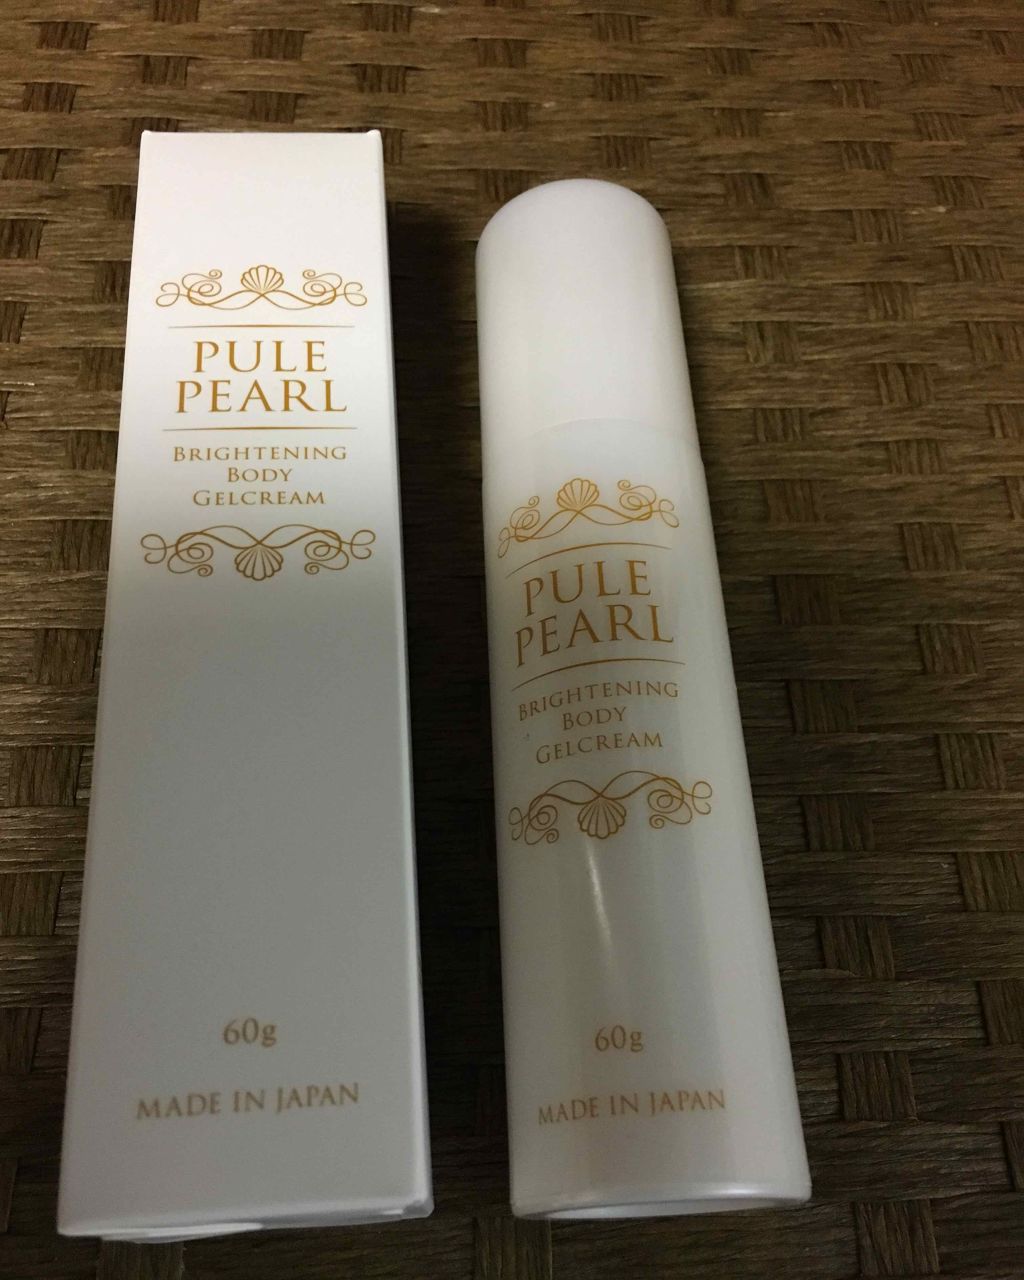 PULE
PEARL
BRIGHTENING
BODY
GELCREAM
60g
MADE IN JAPAN
PULE
PEARL
BRIGHTENING
BODY
GELCREAM
60g
MADE IN JAPAN